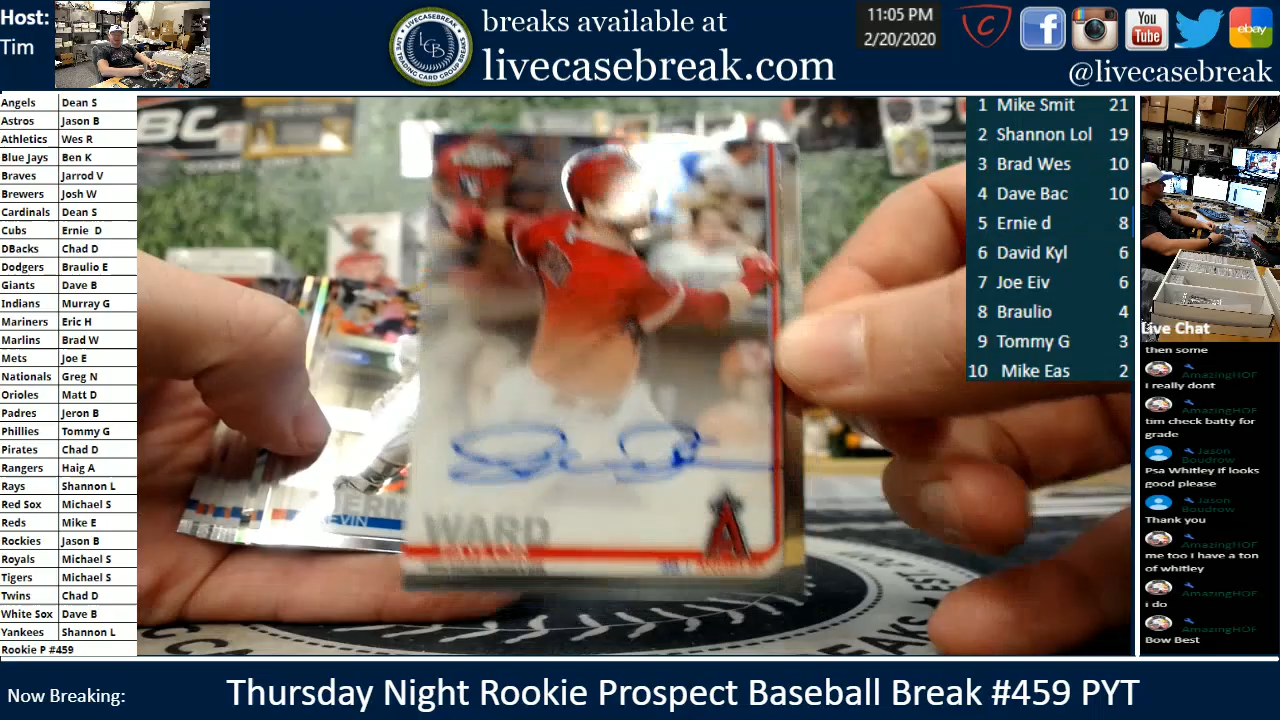 Host:
Tim
LIVECASEBREAK
LCB
breaks available at
livecasebreak.com
11:05 PM
2/20/2020
You
Tube
ebay
@livecasebreak
Angels Dean S
Astros Jason B
Athletics Wes R
Blue Jays Ben K
Braves Jarrod V
Brewers Josh W
Cardinals Dean S
Cubs Ernie D
DBacks Chad D
Dodgers Braulio E
Giants Dave B
Indians Murray G
Mariners Eric H
Marlins Brad W
Mets Joe E
Nationals Greg N
Orioles Matt D
Padres Jeron B
Phillies Tommy G
Pirates Chad D
Rangers Haig A
Rays Shannon L
Red Sox Michael S
Reds Mike E
Rockies Jason B
Royals Michael S
Tigers Michael S
Twins Chad D
White Sox Dave B
Yankees Shannon L
Rookie P #459
1 Mike Smit 21
2 Shannon Lol 19
3 Brad Wes 10
4 Dave Bac 10
5 Ernie d 8
6 David Kyl 6
7 Joe Eiv 6
8 Braulio 4
9 Tommy G 3
10 Mike Eas 2
Live Chat
then some
AmazingHOF
I really dont
AmazingHOF
tim check batty for
grade
Jason
Boudrow
Psa Whitley if looks
good please
Jason
Boudrow
Thank you
AmazingHOF
me too I have a ton
of whitley
AmazingHOF
i do
AmazingHOF
Bow Best
Now Breaking:
Thursday Night Rookie Prospect Baseball Break #459 PYT